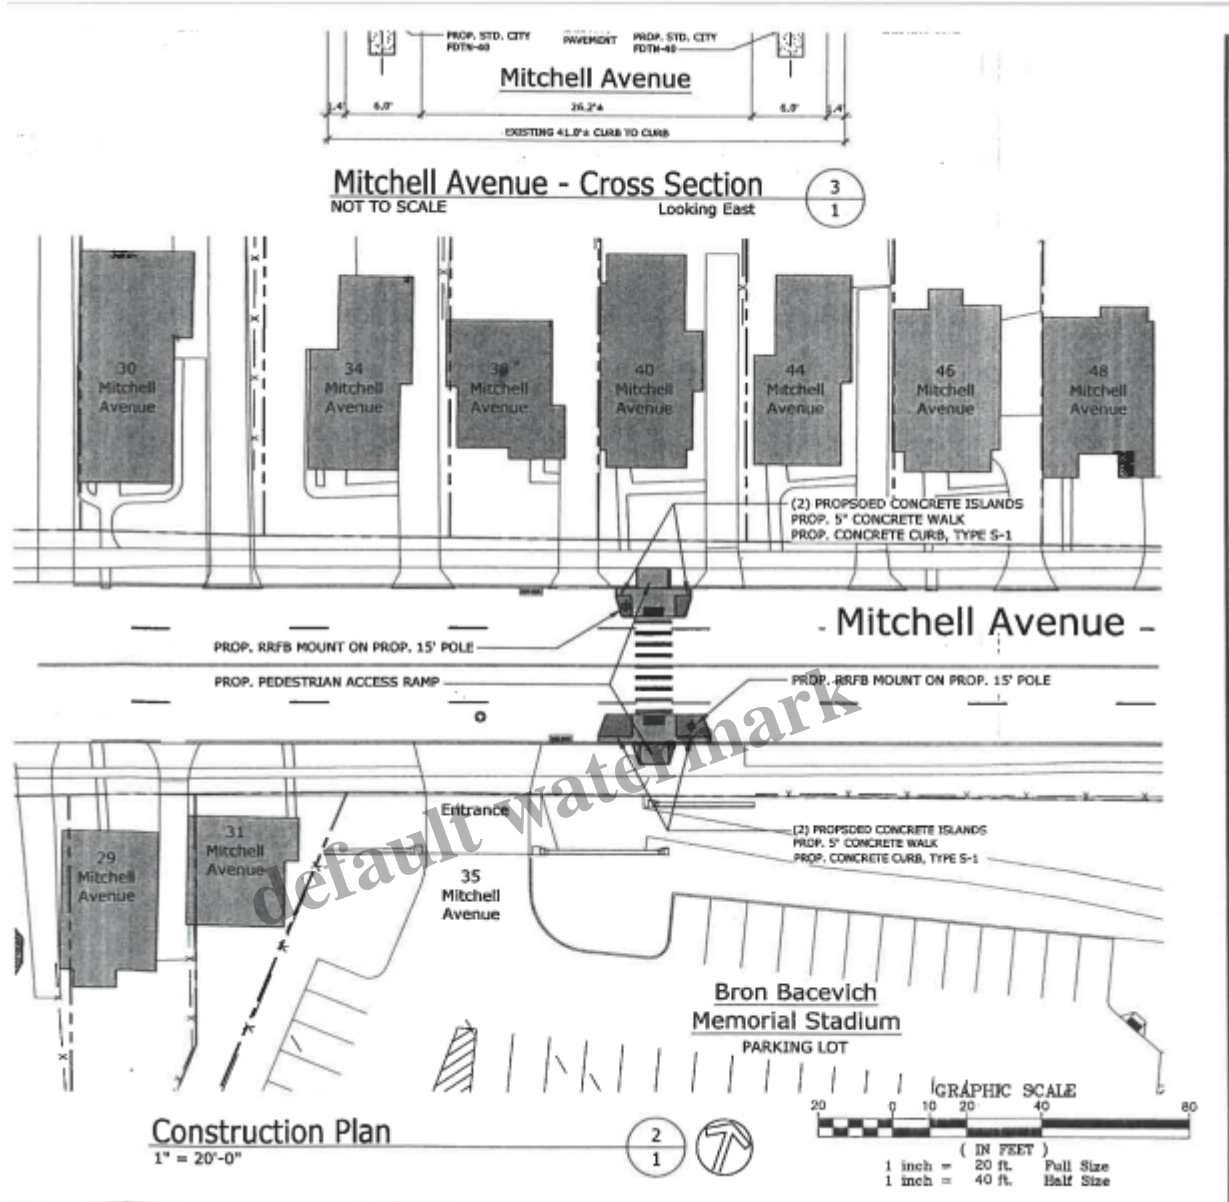 PROP. STD. CITY
FDTN-40
PAVEMENT
PROP. STD. CITY
FDTN-40
Mitchell Avenue
1.4' 6.0' 26.2'± 6.0' 1.4'
EXISTING 41.0'± CURB TO CURB
Mitchell Avenue - Cross Section
NOT TO SCALE Looking East
3
1
30
Mitchell
Avenue
34
Mitchell
Avenue
Mitchell
Avenue
40
Mitchell
Avenue
44
Mitchell
Avenue
46
Mitchell
Avenue
48
Mitchell
Avenue
(2) PROPSDED CONCRETE ISLANDS
PROP. 5" CONCRETE WALK
PROP. CONCRETE CURB, TYPE S-1
Mitchell Avenue
PROP. RRFB MOUNT ON PROP. 15' POLE
PROP. PEDESTRIAN ACCESS RAMP
PROP. RRFB MOUNT ON PROP. 15' POLE
default watermark
Entrance
29
Mitchell
Avenue
31
Mitchell
Avenue
35
Mitchell
Avenue
(2) PROPSDED CONCRETE ISLANDS
PROP. 5" CONCRETE WALK
PROP. CONCRETE CURB, TYPE S-1
Bron Bacevich
Memorial Stadium
PARKING LOT
Construction Plan
1" = 20'-0"
2
1
GRAPHIC SCALE
20 0 10 20 40 80
( IN FEET )
1 inch = 20 ft. Full Size
1 inch = 40 ft. Half Size